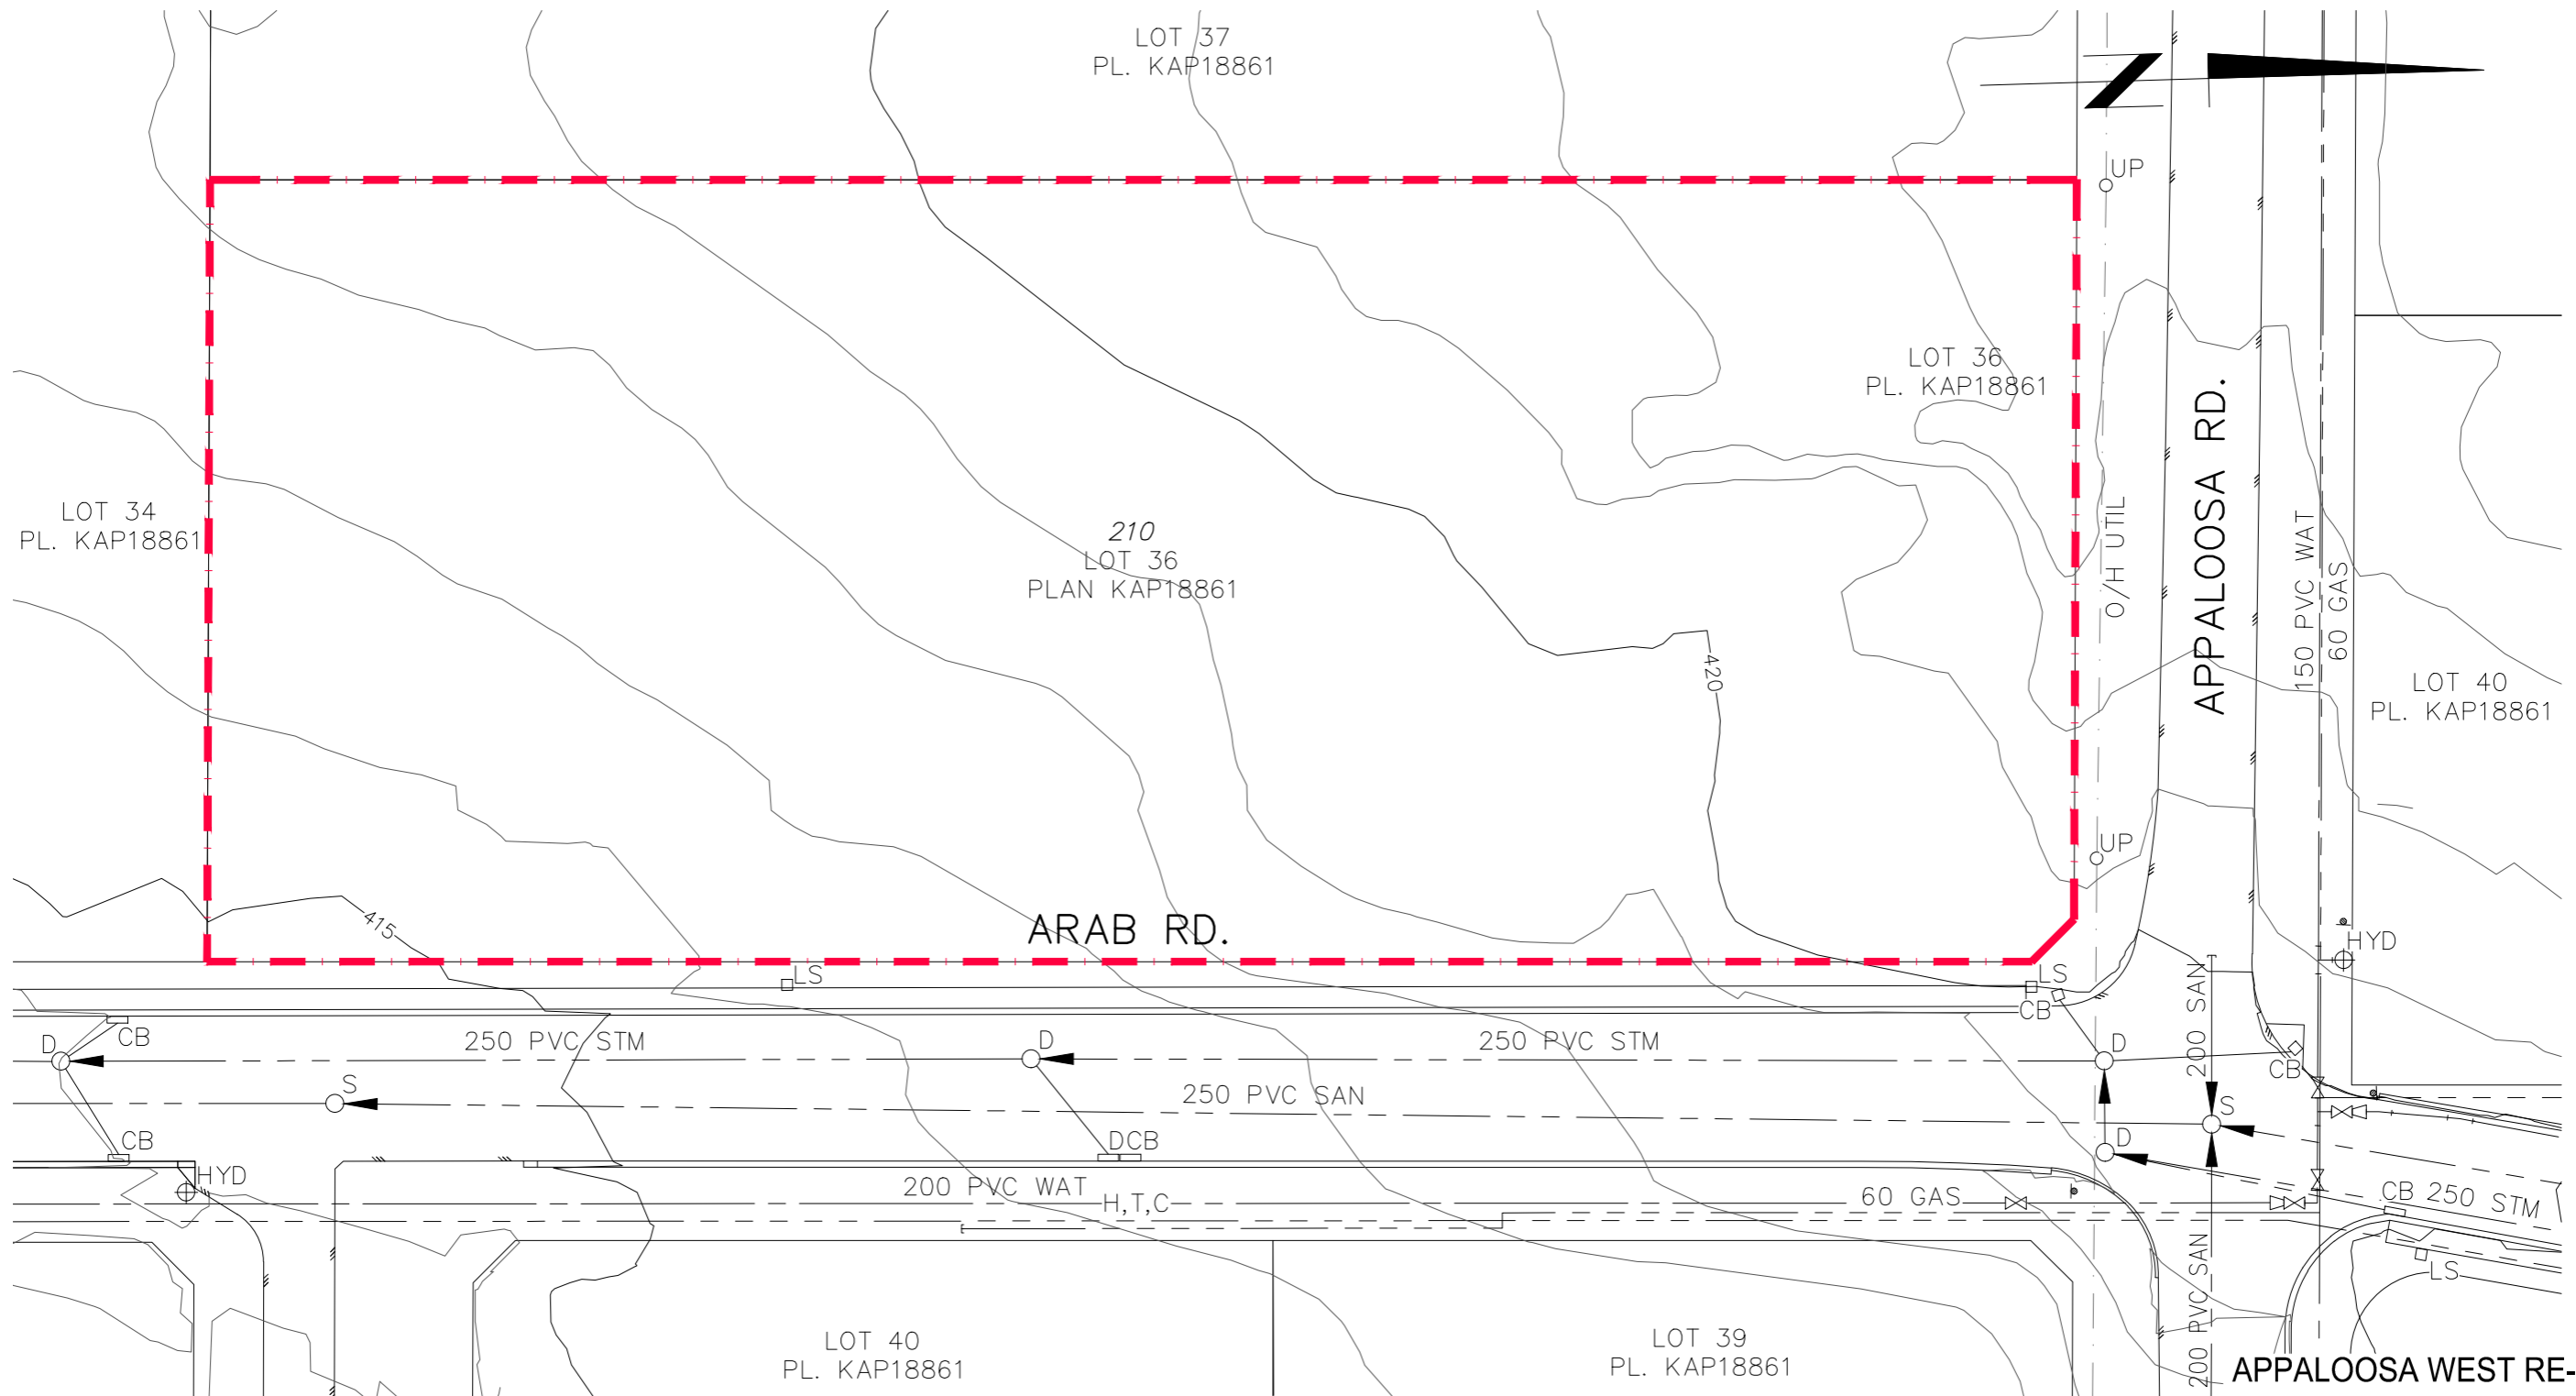 LOT 37
PL. KAP18861
N
UP
LOT 36
PL. KAP18861
APPALOOSA RD.
O/H UTIL
150 PVC WAT
60 GAS
LOT 34
PL. KAP18861
210
LOT 36
PLAN KAP18861
420
LOT 40
PL. KAP18861
UP
415
ARAB RD.
HYD
LS
LS
CB
200 SAN
CB
D
250 PVC STM
D
250 PVC STM
D
CB
S
250 PVC SAN
S
CB
DCB
D
HYD
200 PVC WAT
H,T,C
60 GAS
CB 250 STM
200 PVC SAN
LS
LOT 40
PL. KAP18861
LOT 39
PL. KAP18861
APPALOOSA WEST RE-